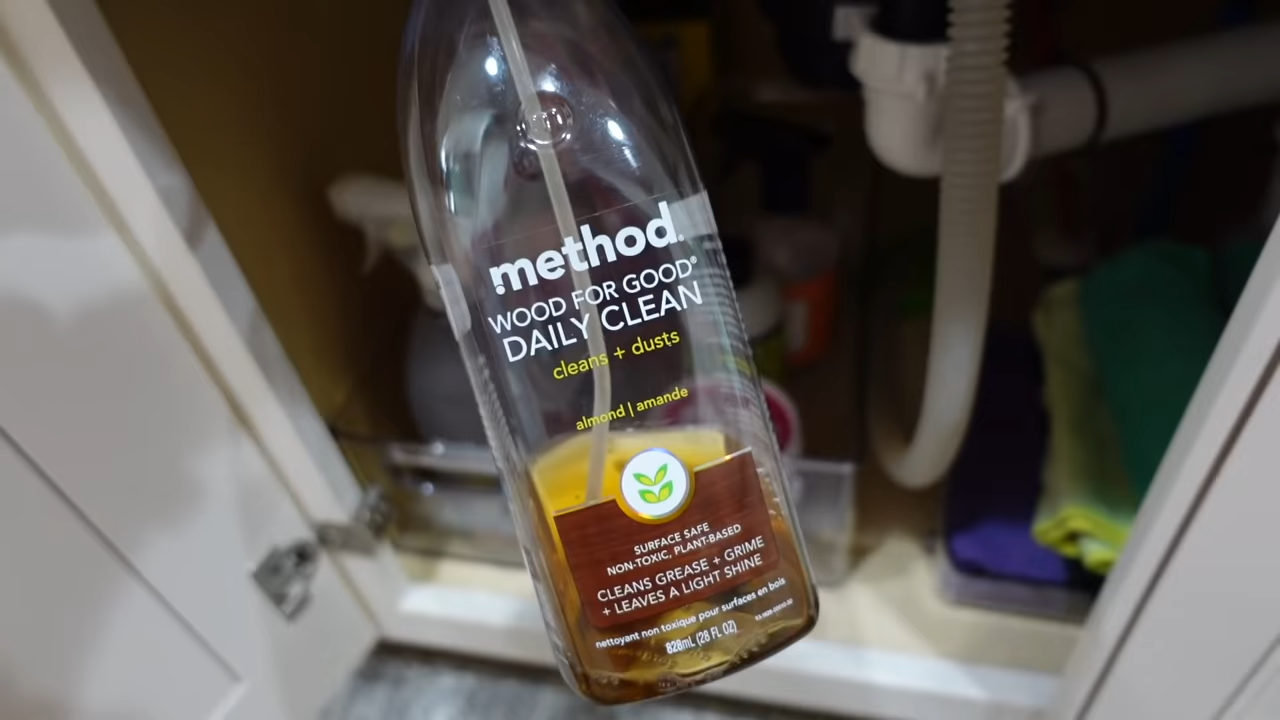 method.
WOOD FOR GOOD®
DAILY CLEAN
cleans + dusts
almond | amande
SURFACE SAFE
NON-TOXIC, PLANT-BASED
CLEANS GREASE + GRIME
+ LEAVES A LIGHT SHINE
nettoyant non toxique pour surfaces en bois
828mL (28 FL OZ)